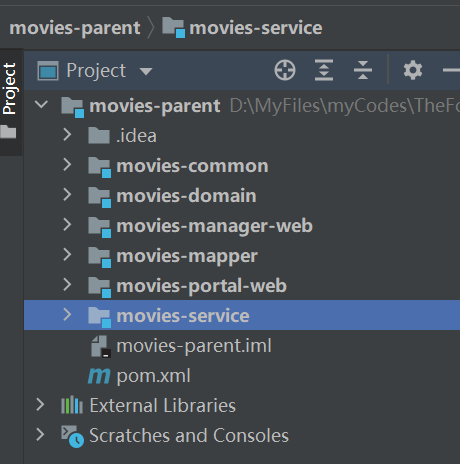 movies-parent movies-service
Project
Project
movies-parent D:\MyFiles\myCodes\TheFo
.idea
movies-common
movies-domain
movies-manager-web
movies-mapper
movies-portal-web
movies-service
movies-parent.iml
m pom.xml
External Libraries
Scratches and Consoles